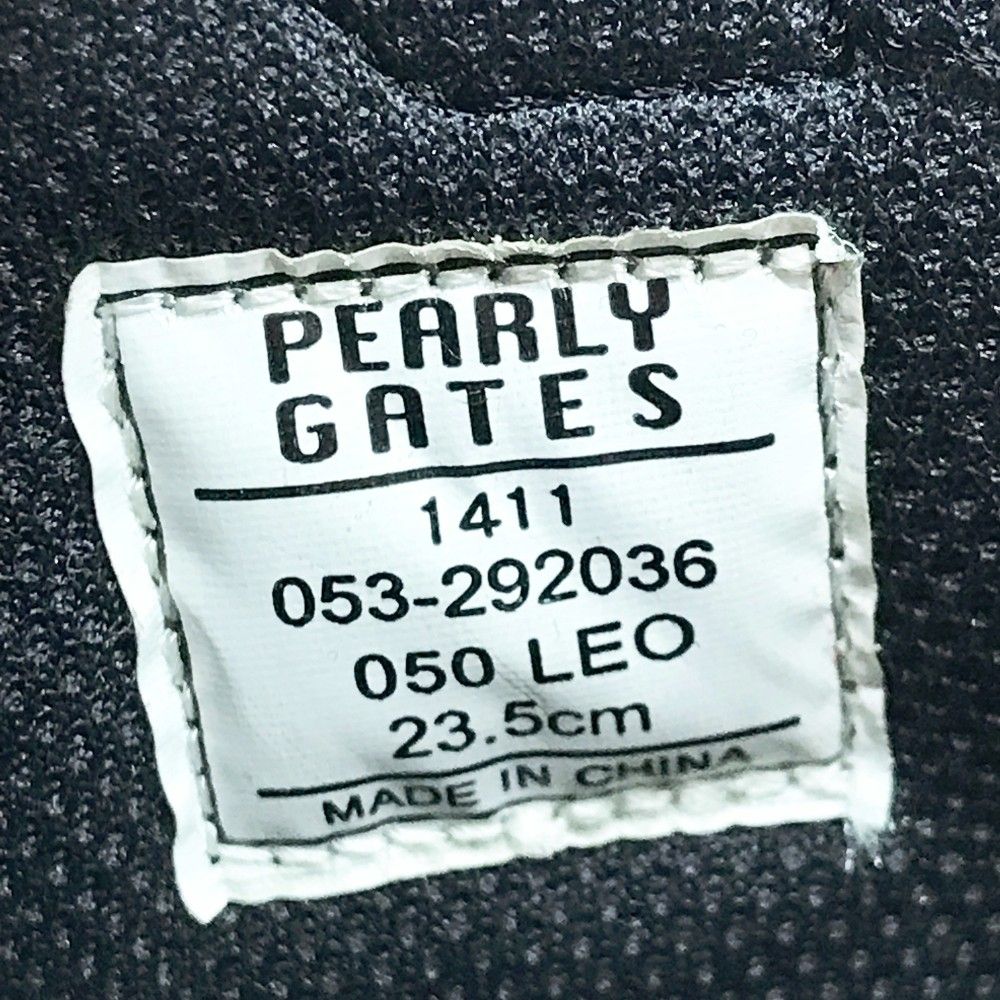 PEARLY
GATES
1411
053-292036
050 LEO
23.5cm
MADE IN CHINA